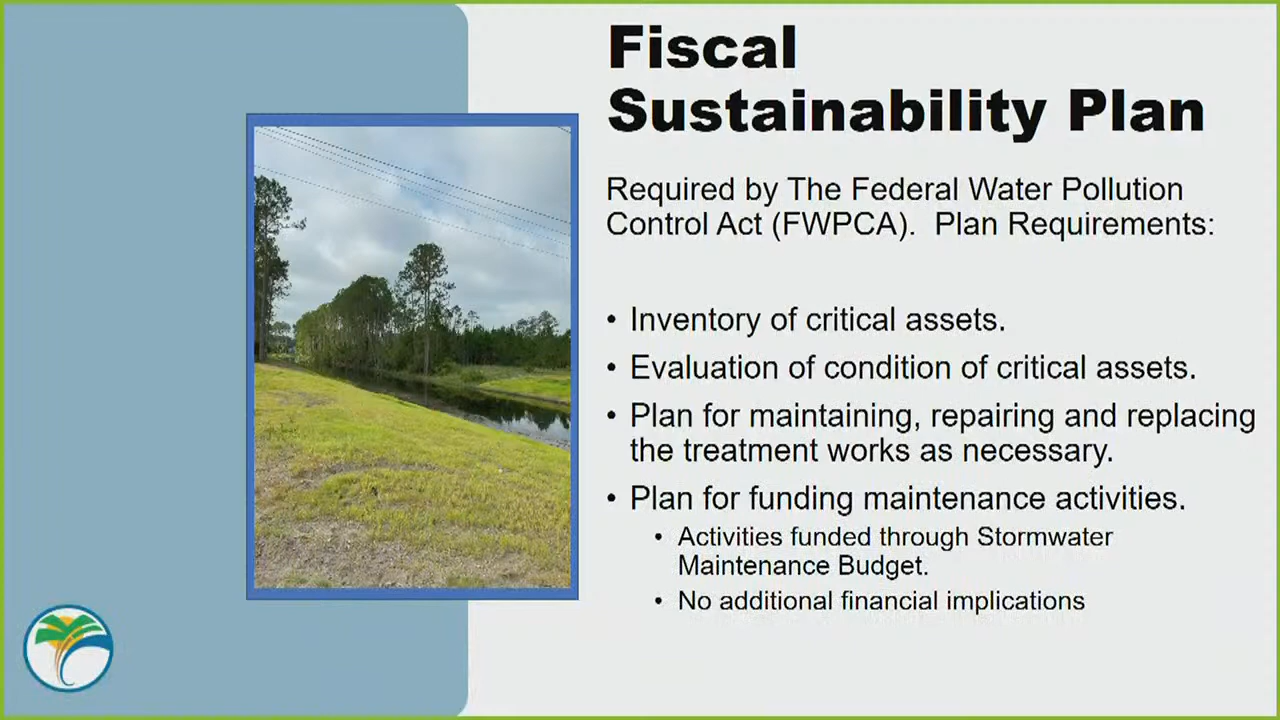 Fiscal
Sustainability Plan
Required by The Federal Water Pollution
Control Act (FWPCA).  Plan Requirements:
• Inventory of critical assets.
• Evaluation of condition of critical assets.
• Plan for maintaining, repairing and replacing
the treatment works as necessary.
• Plan for funding maintenance activities.
• Activities funded through Stormwater
Maintenance Budget.
• No additional financial implications